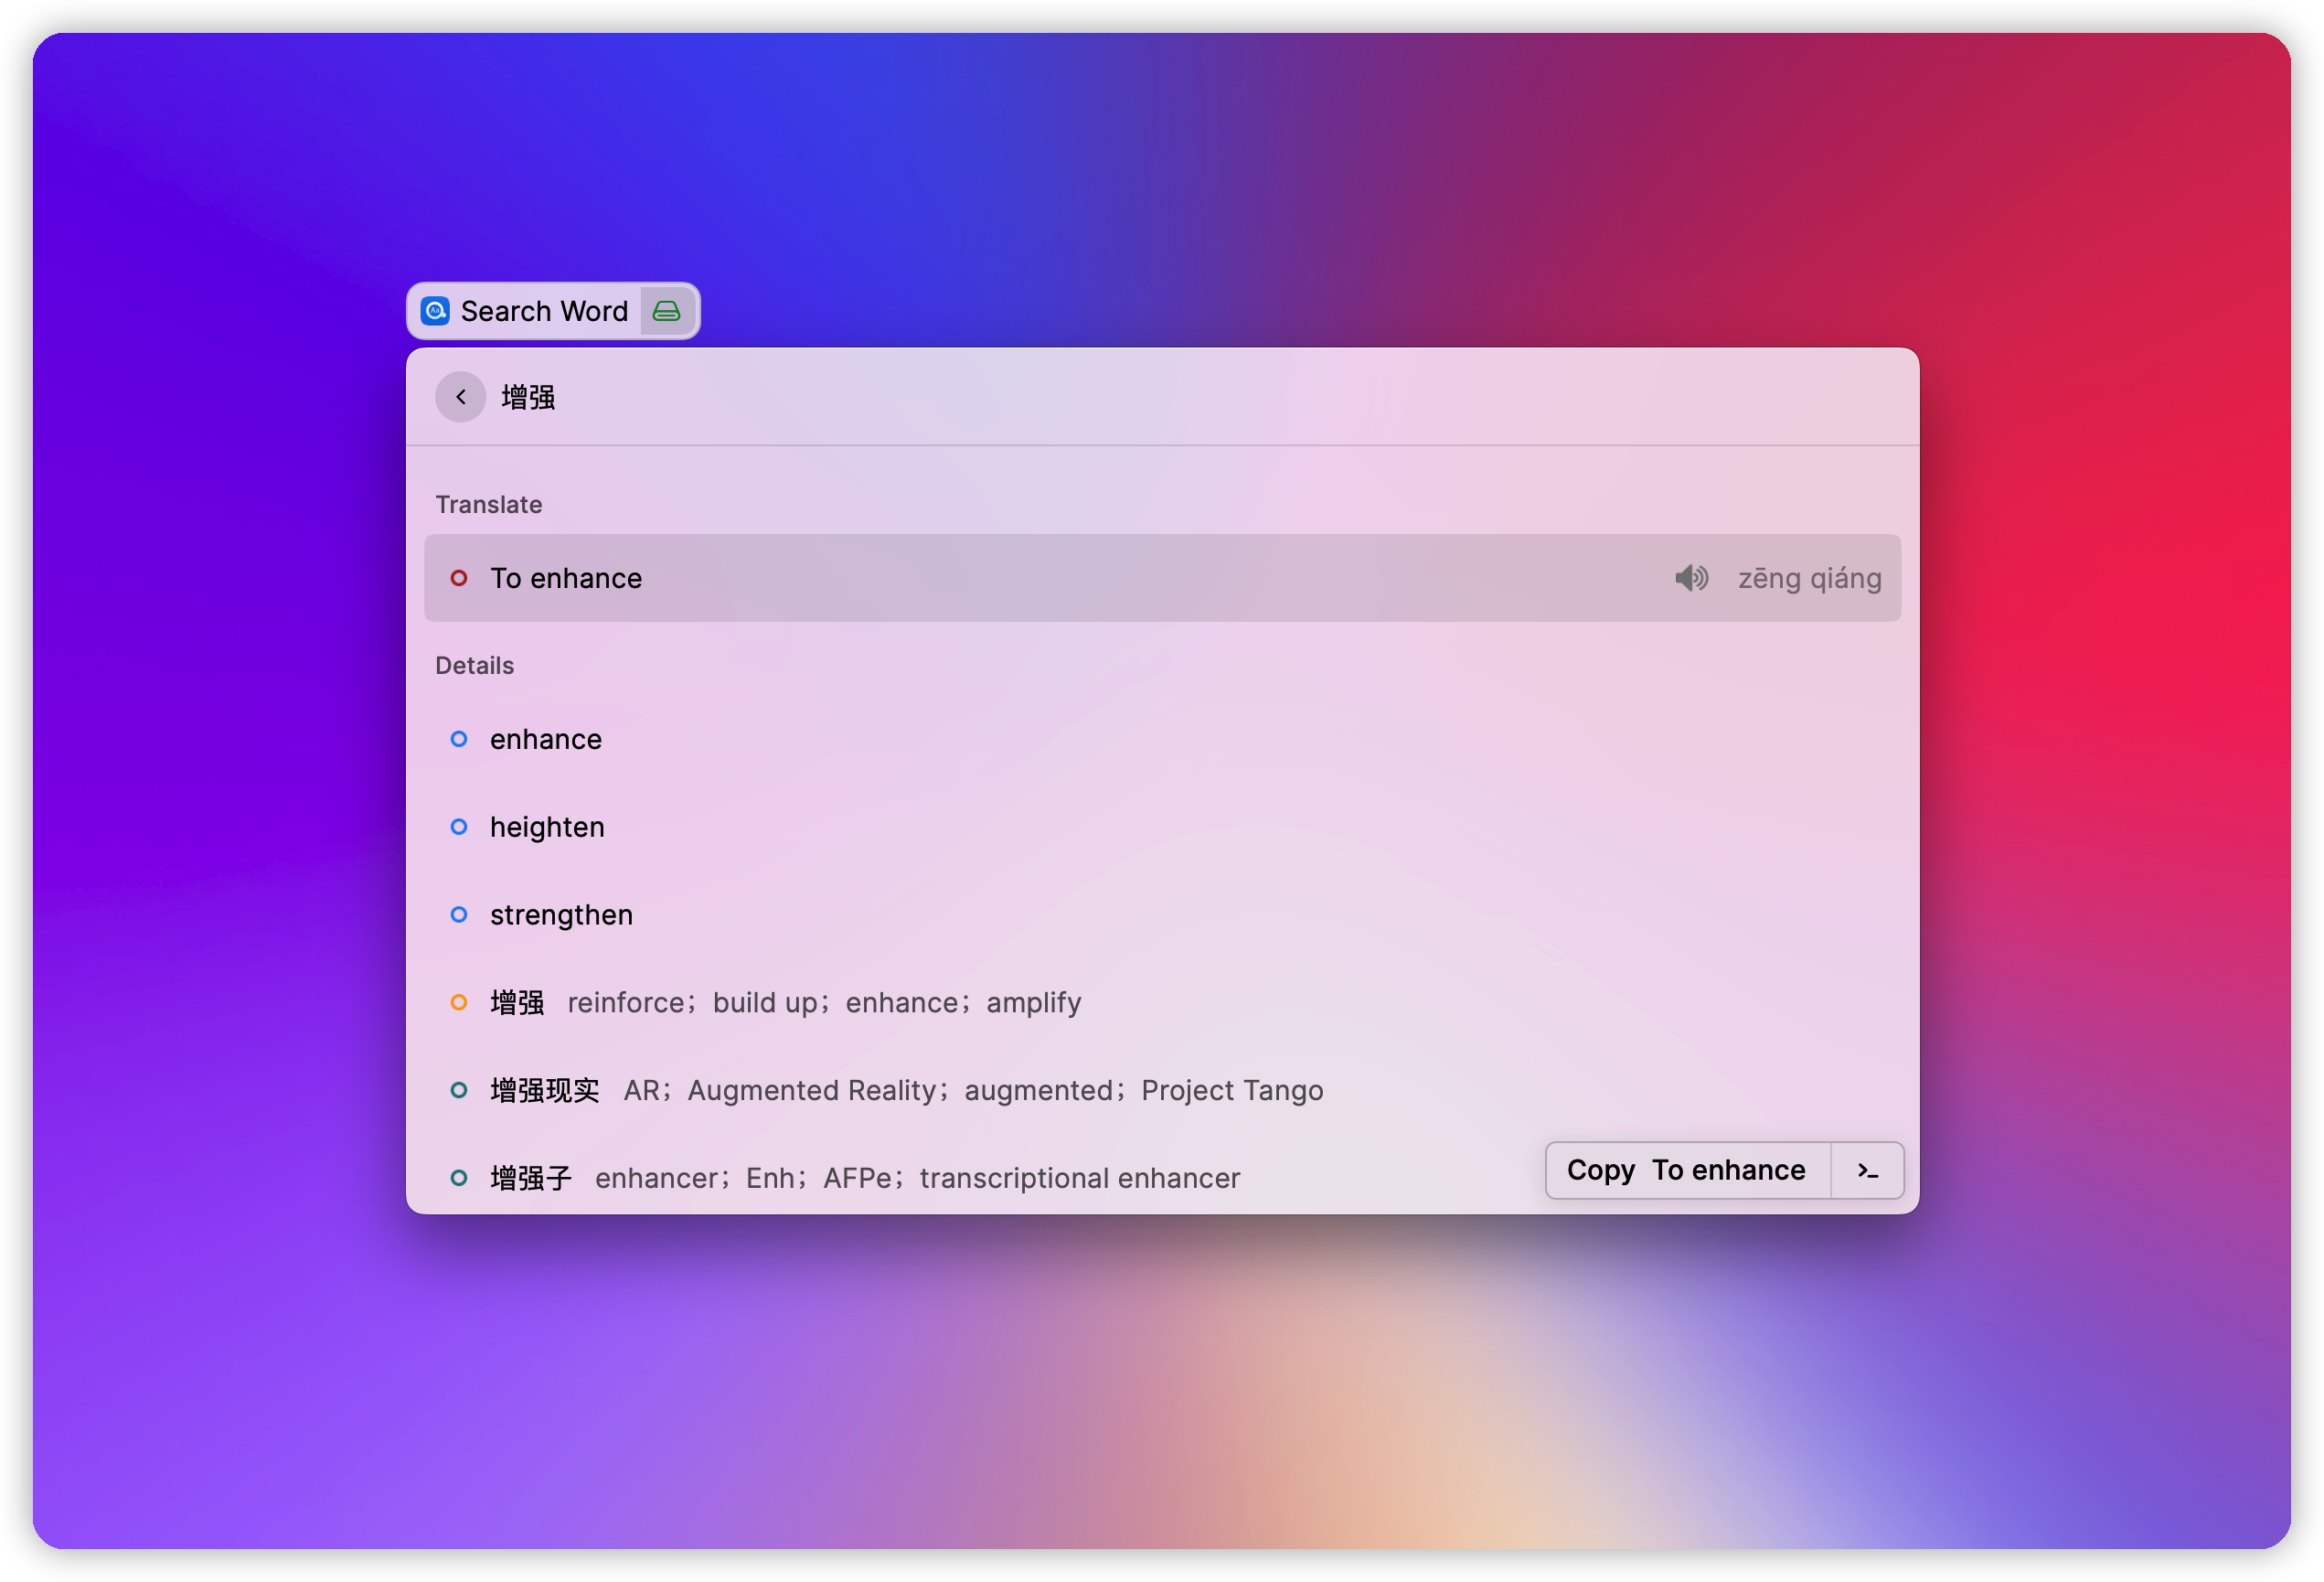 Search Word
增强
Translate
To enhance zēng qiáng
Details
enhance
heighten
strengthen
增强 reinforce；build up；enhance；amplify
增强现实 AR；Augmented Reality；augmented；Project Tango
增强子 enhancer；Enh；AFPe；transcriptional enhancer
Copy To enhance